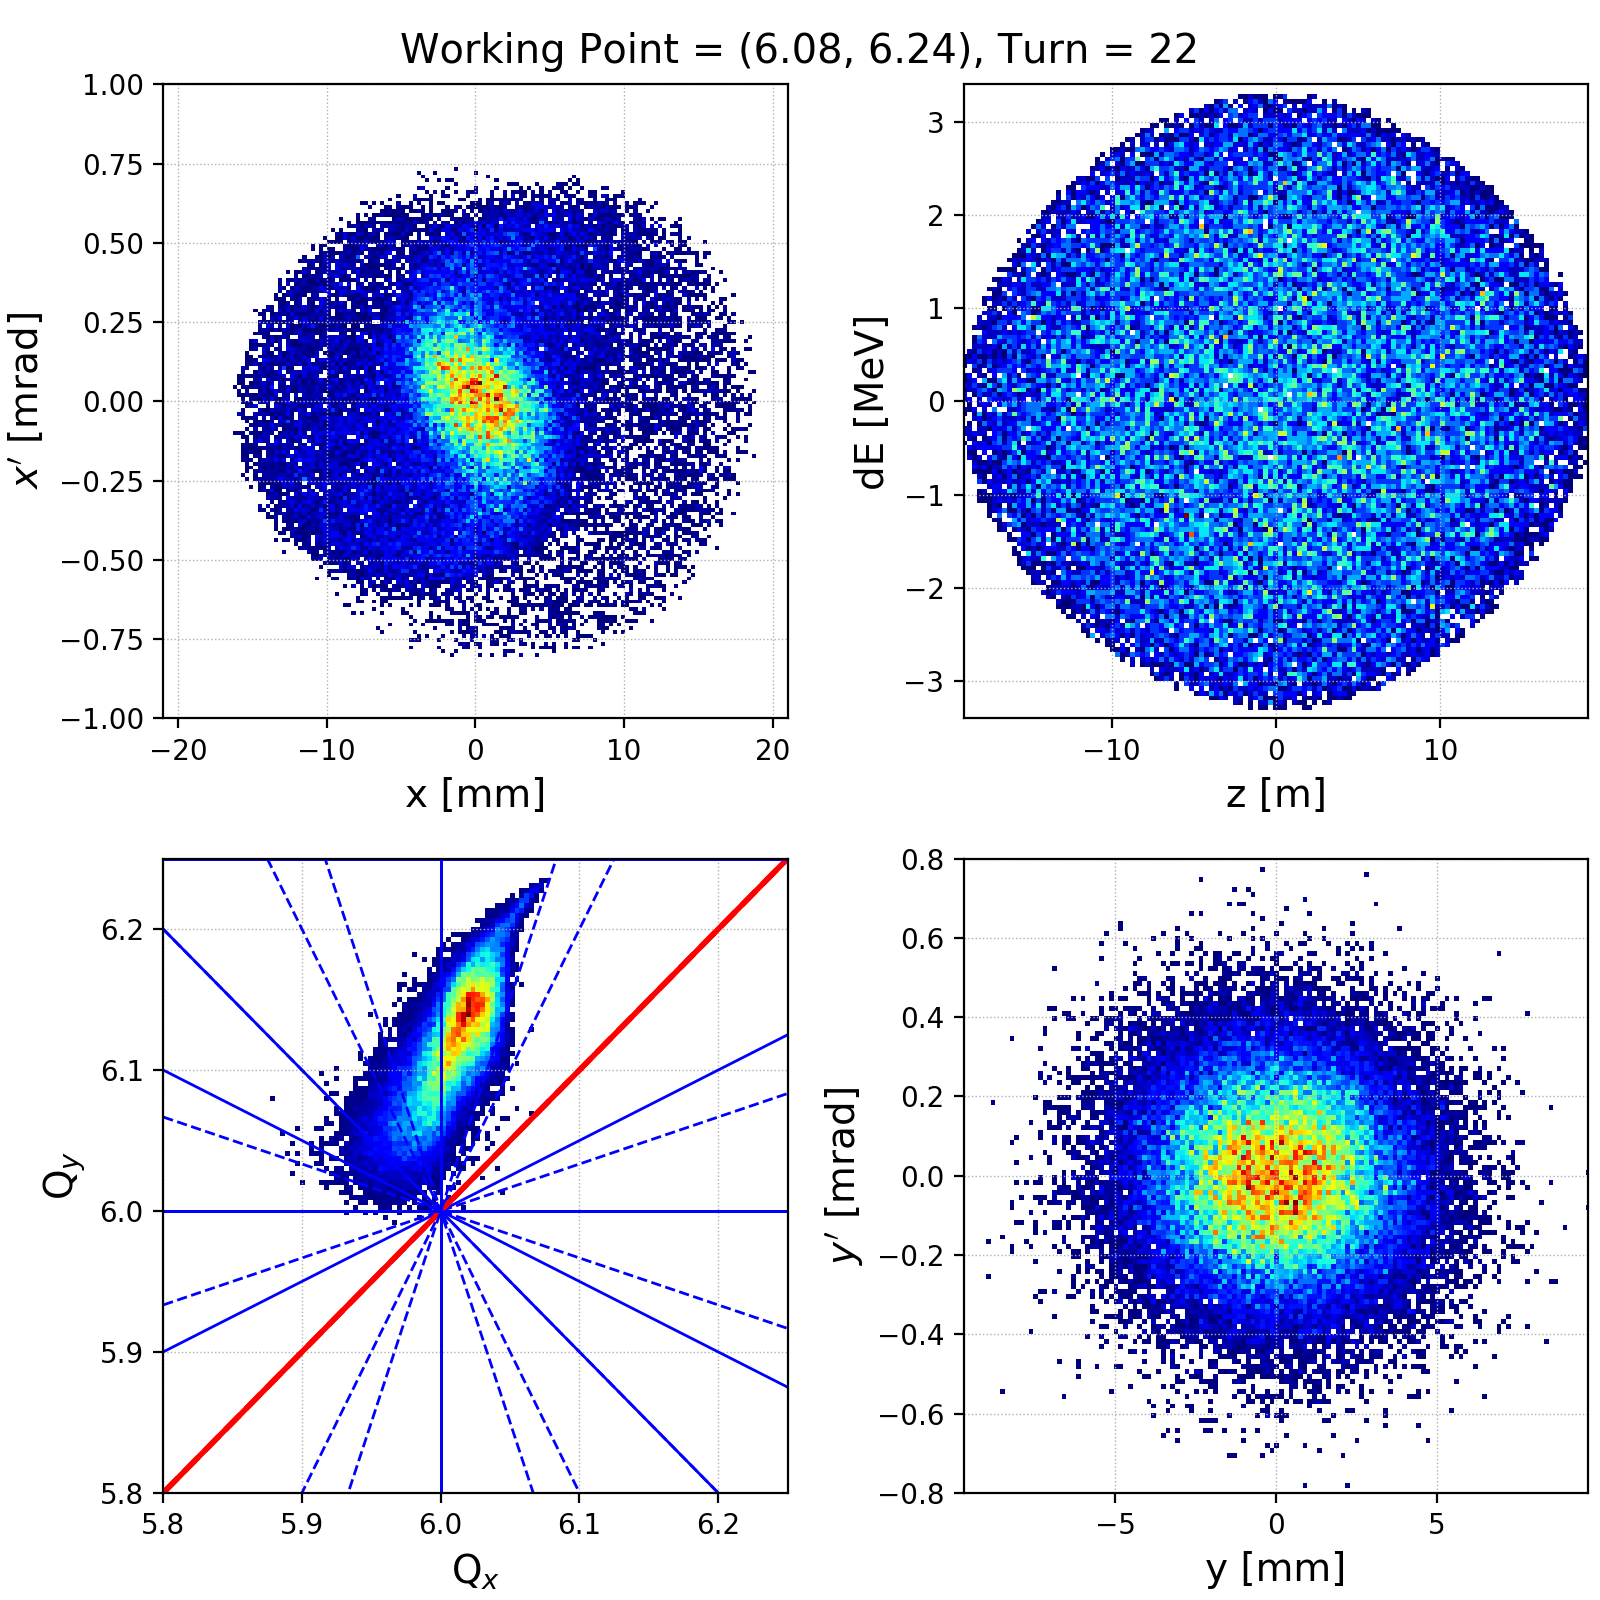 Working Point = (6.08, 6.24), Turn = 22
1.00
0.75
0.50
0.25
0.00
−0.25
−0.50
−0.75
−1.00
x′ [mrad]
−20 −10 0 10 20
x [mm]
3
2
1
0
−1
−2
−3
dE [MeV]
−10 0 10
z [m]
6.2
6.1
6.0
5.9
5.8
Qy
5.8 5.9 6.0 6.1 6.2
Qx
0.8
0.6
0.4
0.2
0.0
−0.2
−0.4
−0.6
−0.8
y′ [mrad]
−5 0 5
y [mm]